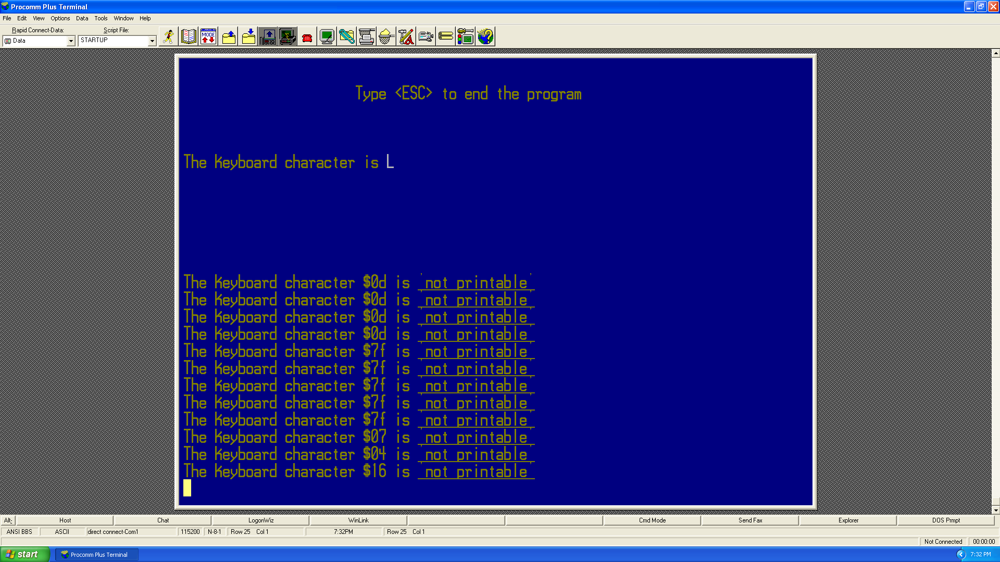 Procomm Plus Terminal
File Edit View Options Data Tools Window Help
Rapid Connect-Data: Script File:
Data STARTUP
MODE
Type <ESC> to end the program
The keyboard character is L
The keyboard character $0d is 'not printable'
The keyboard character $0d is 'not printable'
The keyboard character $0d is 'not printable'
The keyboard character $0d is 'not printable'
The keyboard character $7f is 'not printable'
The keyboard character $7f is 'not printable'
The keyboard character $7f is 'not printable'
The keyboard character $7f is 'not printable'
The keyboard character $7f is 'not printable'
The keyboard character $07 is 'not printable'
The keyboard character $04 is 'not printable'
The keyboard character $16 is 'not printable'
Alt: Host Chat LogonWiz WinLink Cmd Mode Send Fax Explorer DOS Prmpt
ANSI BBS ASCII direct connect-Com1 115200 N-8-1 Row 25 Col 1 7:32PM Row 25 Col 1
Not Connected 00:00:00
start Procomm Plus Terminal 7:32 PM